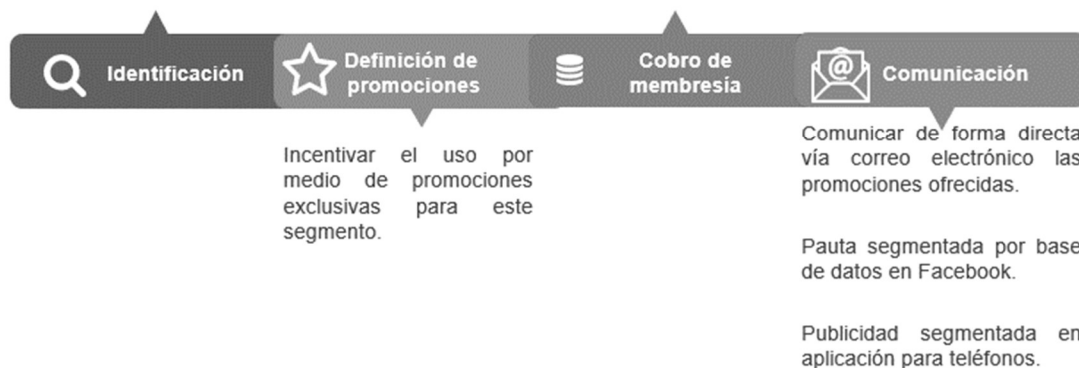 Identificación
Definición de
promociones
Cobro de
membresía
Comunicación
Incentivar el uso por
medio de promociones
exclusivas para este
segmento.
Comunicar de forma directa
vía correo electrónico las
promociones ofrecidas.
Pauta segmentada por base
de datos en Facebook.
Publicidad segmentada en
aplicación para teléfonos.